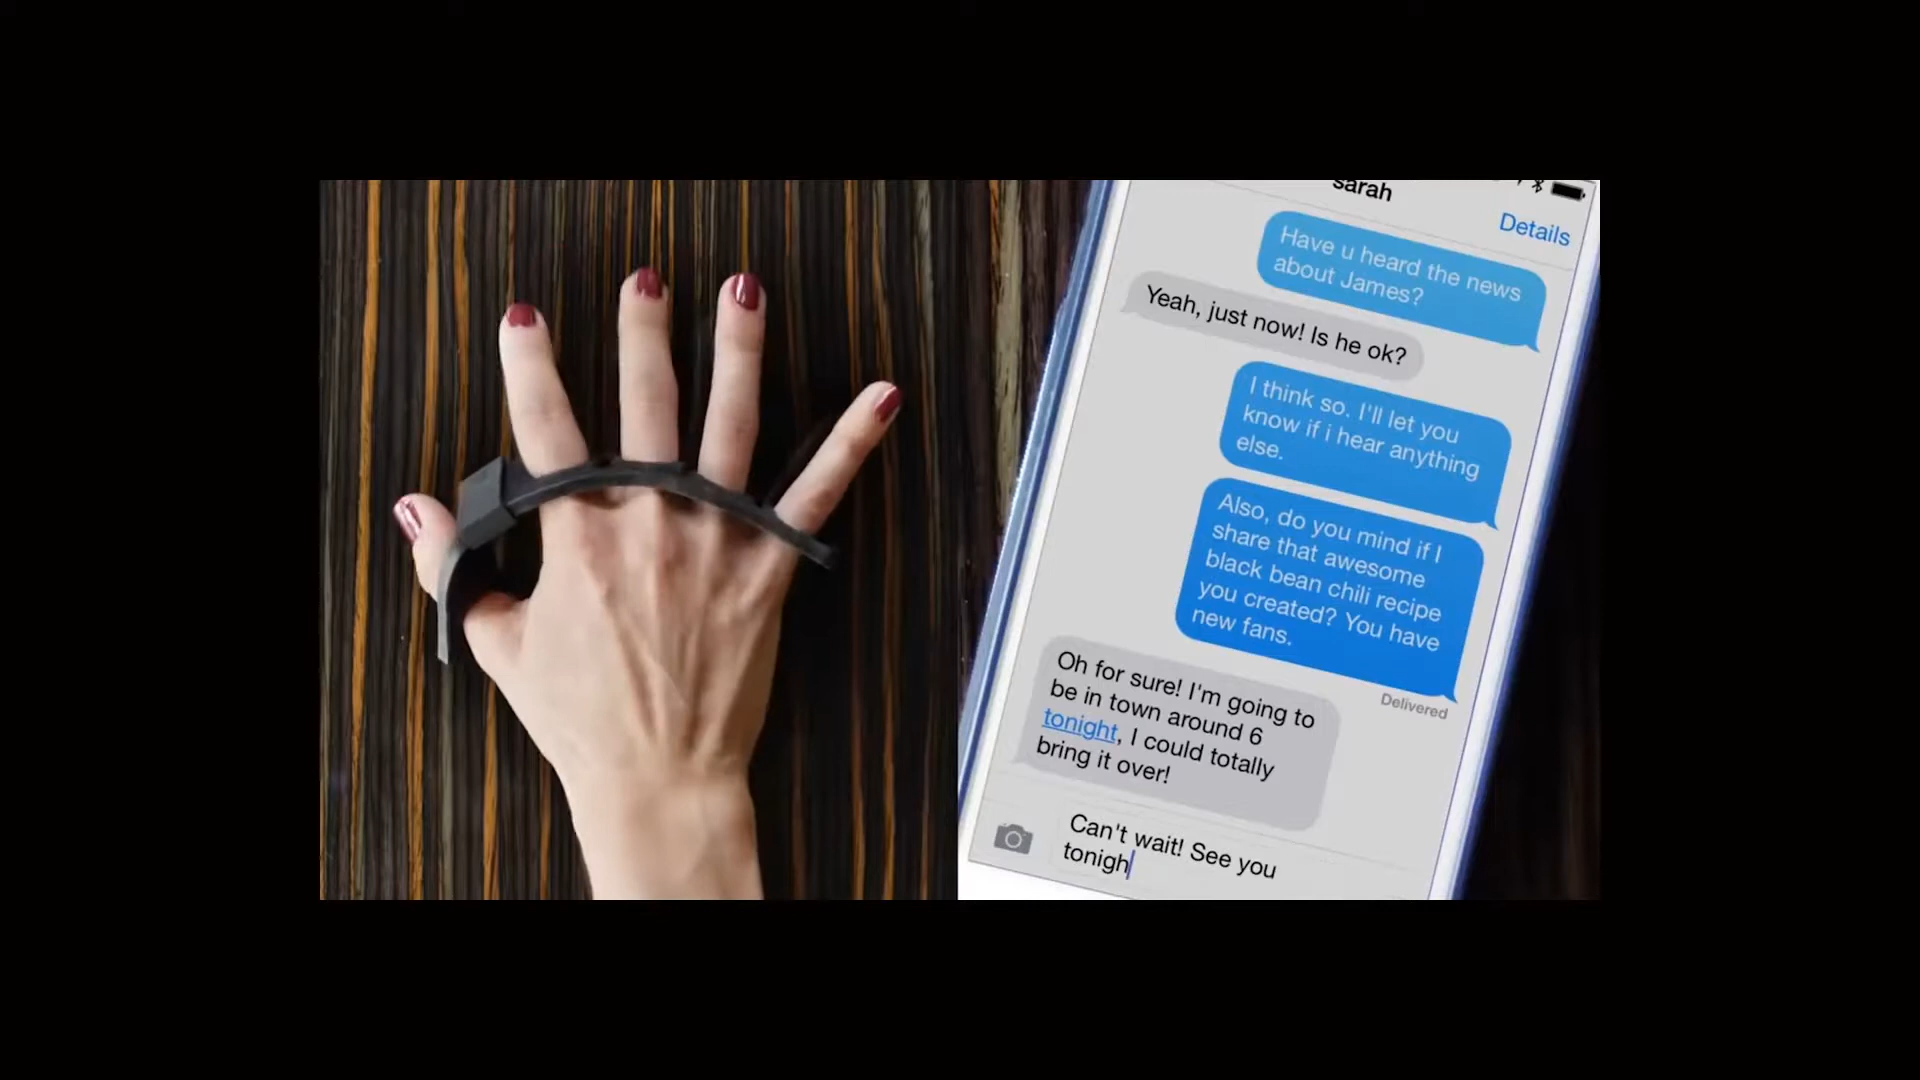 sarah
Details
Have u heard the news
about James?
Yeah, just now! Is he ok?
I think so. I'll let you
know if i hear anything
else.
Also, do you mind if I
share that awesome
black bean chili recipe
you created? You have
new fans.
Delivered
Oh for sure! I'm going to
be in town around 6
tonight, I could totally
bring it over!
Can't wait! See you
tonigh